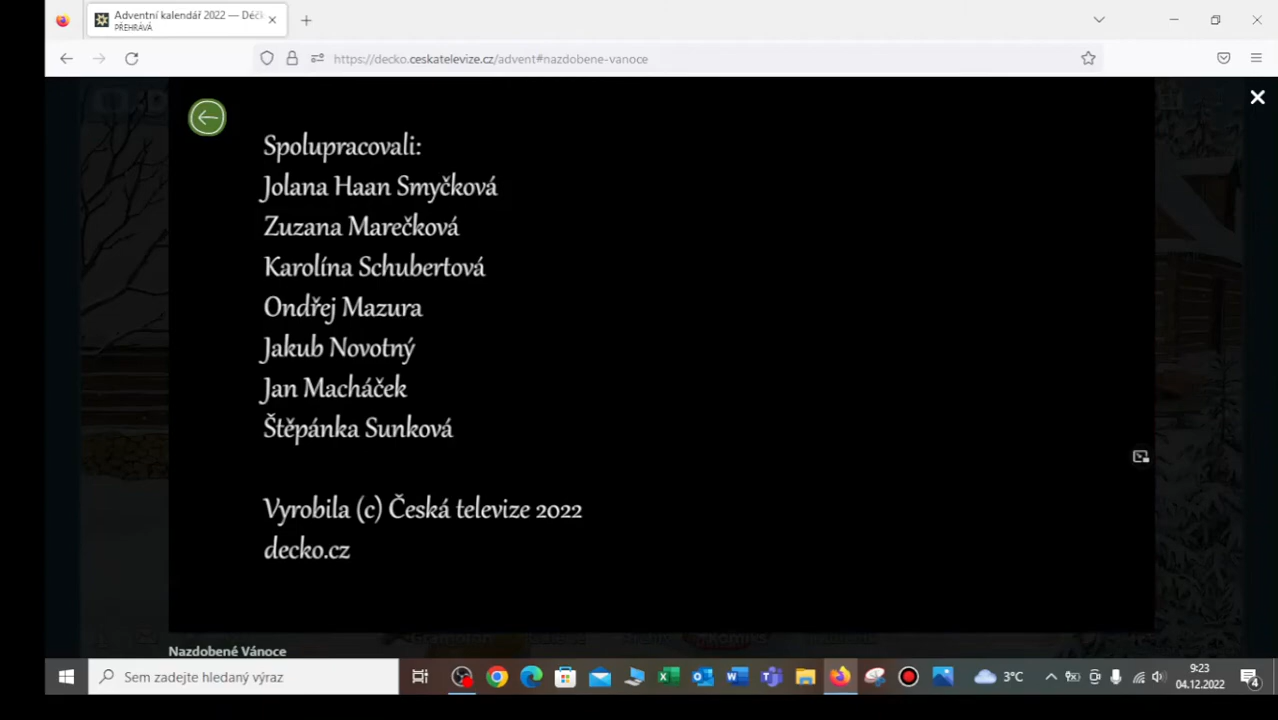 Adventní kalendář 2022 — Déčk
PŘEHRÁVÁ
https://decko.ceskatelevize.cz/advent#nazdobene-vanoce
Spolupracovali:
Jolana Haan Smyčková
Zuzana Marečková
Karolína Schubertová
Ondřej Mazura
Jakub Novotný
Jan Macháček
Štěpánka Sunková
Vyrobila (c) Česká televize 2022
decko.cz
Nazdobené Vánoce
Sem zadejte hledaný výraz
3°C
9:23
04.12.2022
4